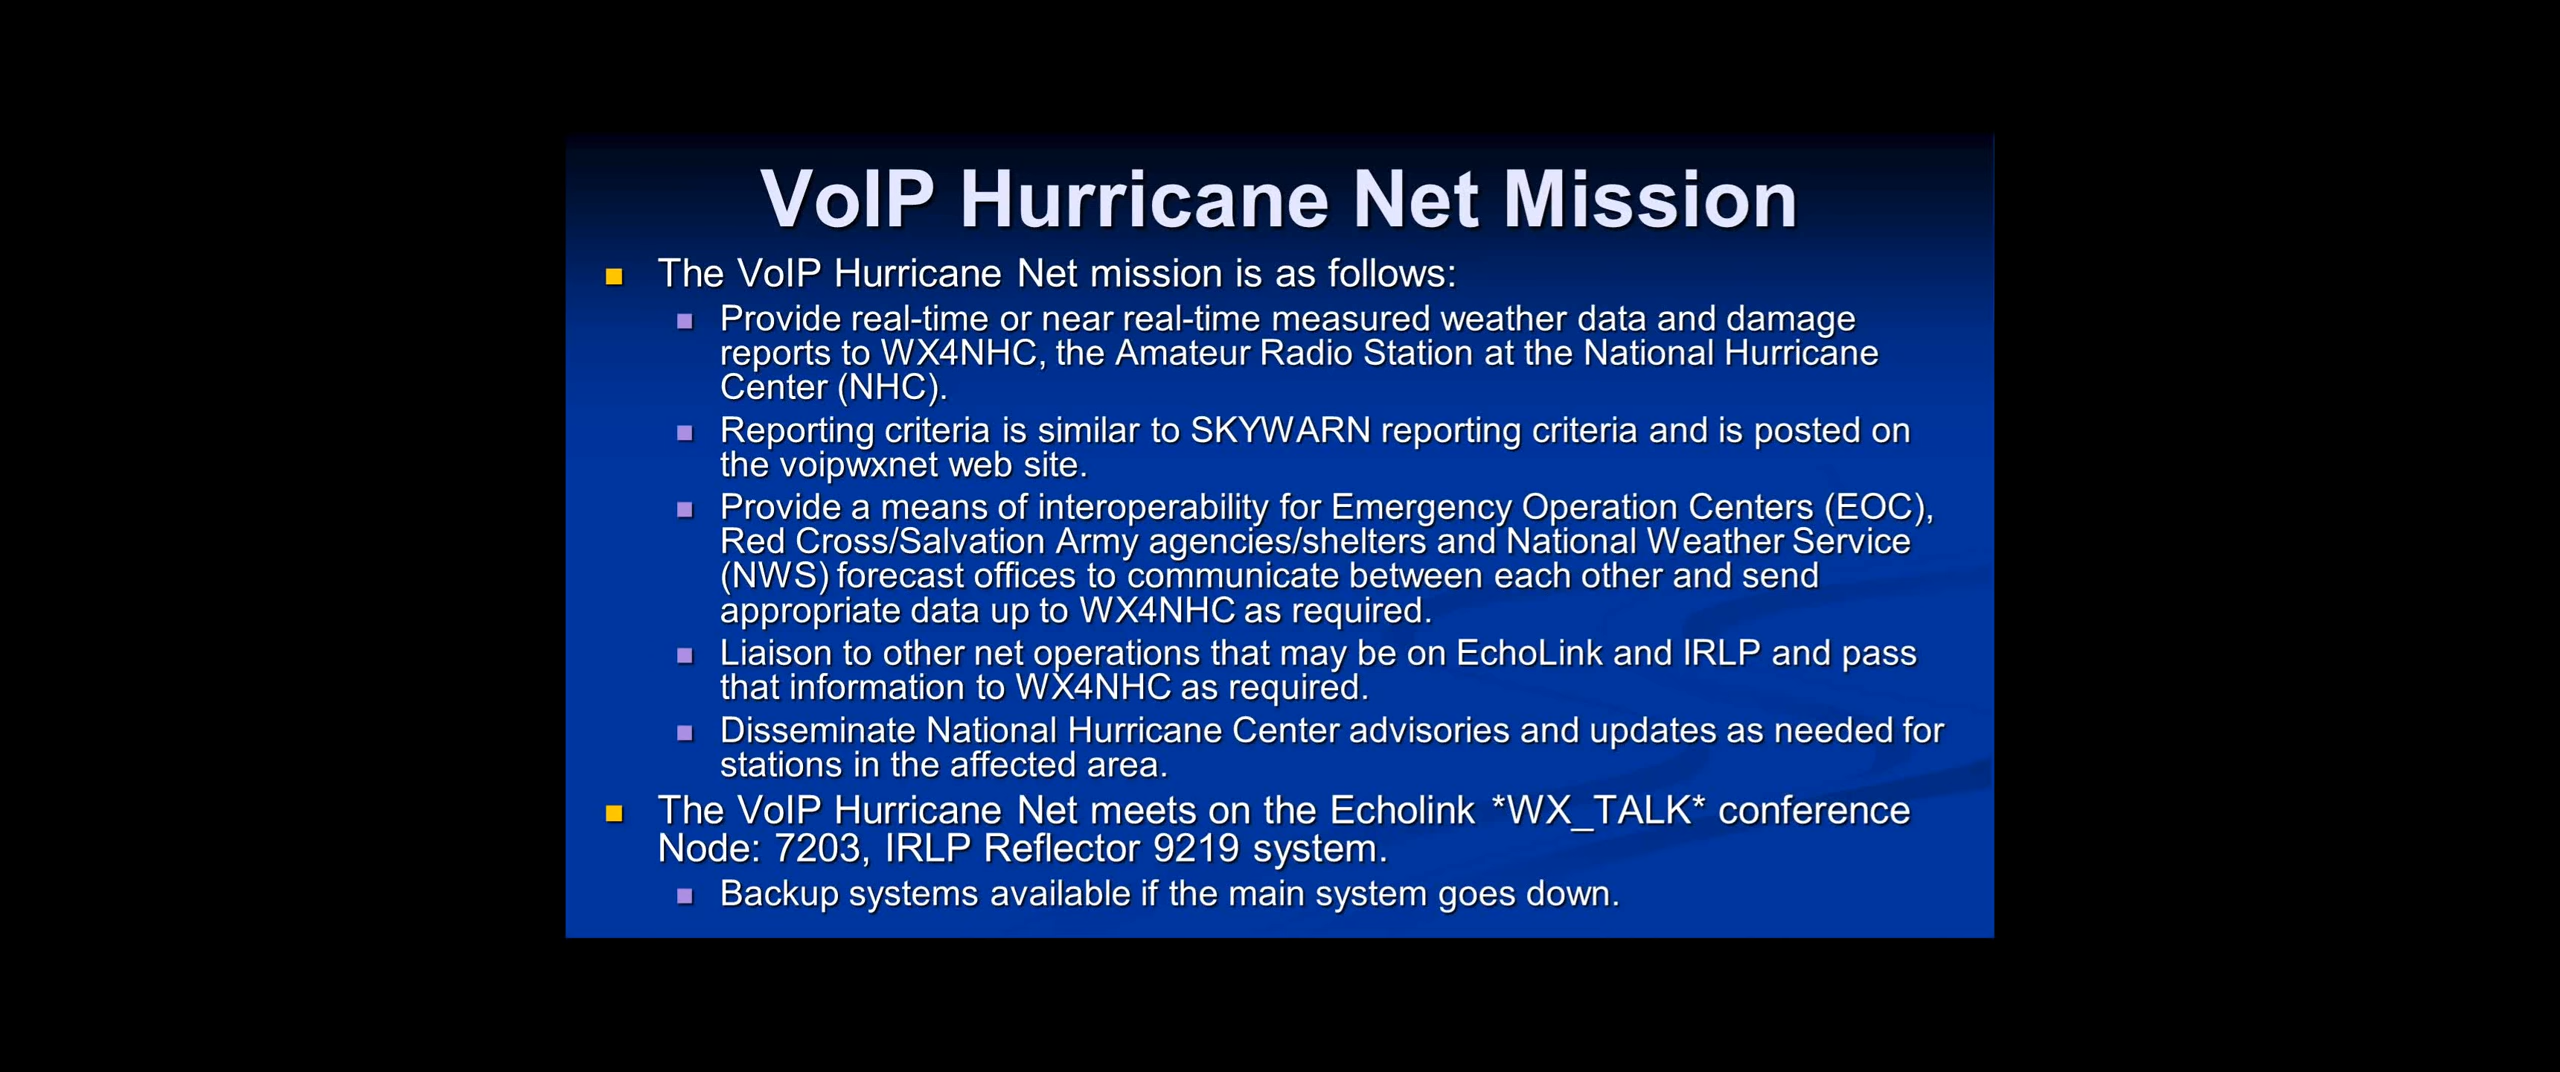 VoIP Hurricane Net Mission
The VoIP Hurricane Net mission is as follows:
Provide real-time or near real-time measured weather data and damage
reports to WX4NHC, the Amateur Radio Station at the National Hurricane
Center (NHC).
Reporting criteria is similar to SKYWARN reporting criteria and is posted on
the voipwxnet web site.
Provide a means of interoperability for Emergency Operation Centers (EOC),
Red Cross/Salvation Army agencies/shelters and National Weather Service
(NWS) forecast offices to communicate between each other and send
appropriate data up to WX4NHC as required.
Liaison to other net operations that may be on EchoLink and IRLP and pass
that information to WX4NHC as required.
Disseminate National Hurricane Center advisories and updates as needed for
stations in the affected area.
The VoIP Hurricane Net meets on the Echolink *WX_TALK* conference
Node: 7203, IRLP Reflector 9219 system.
Backup systems available if the main system goes down.